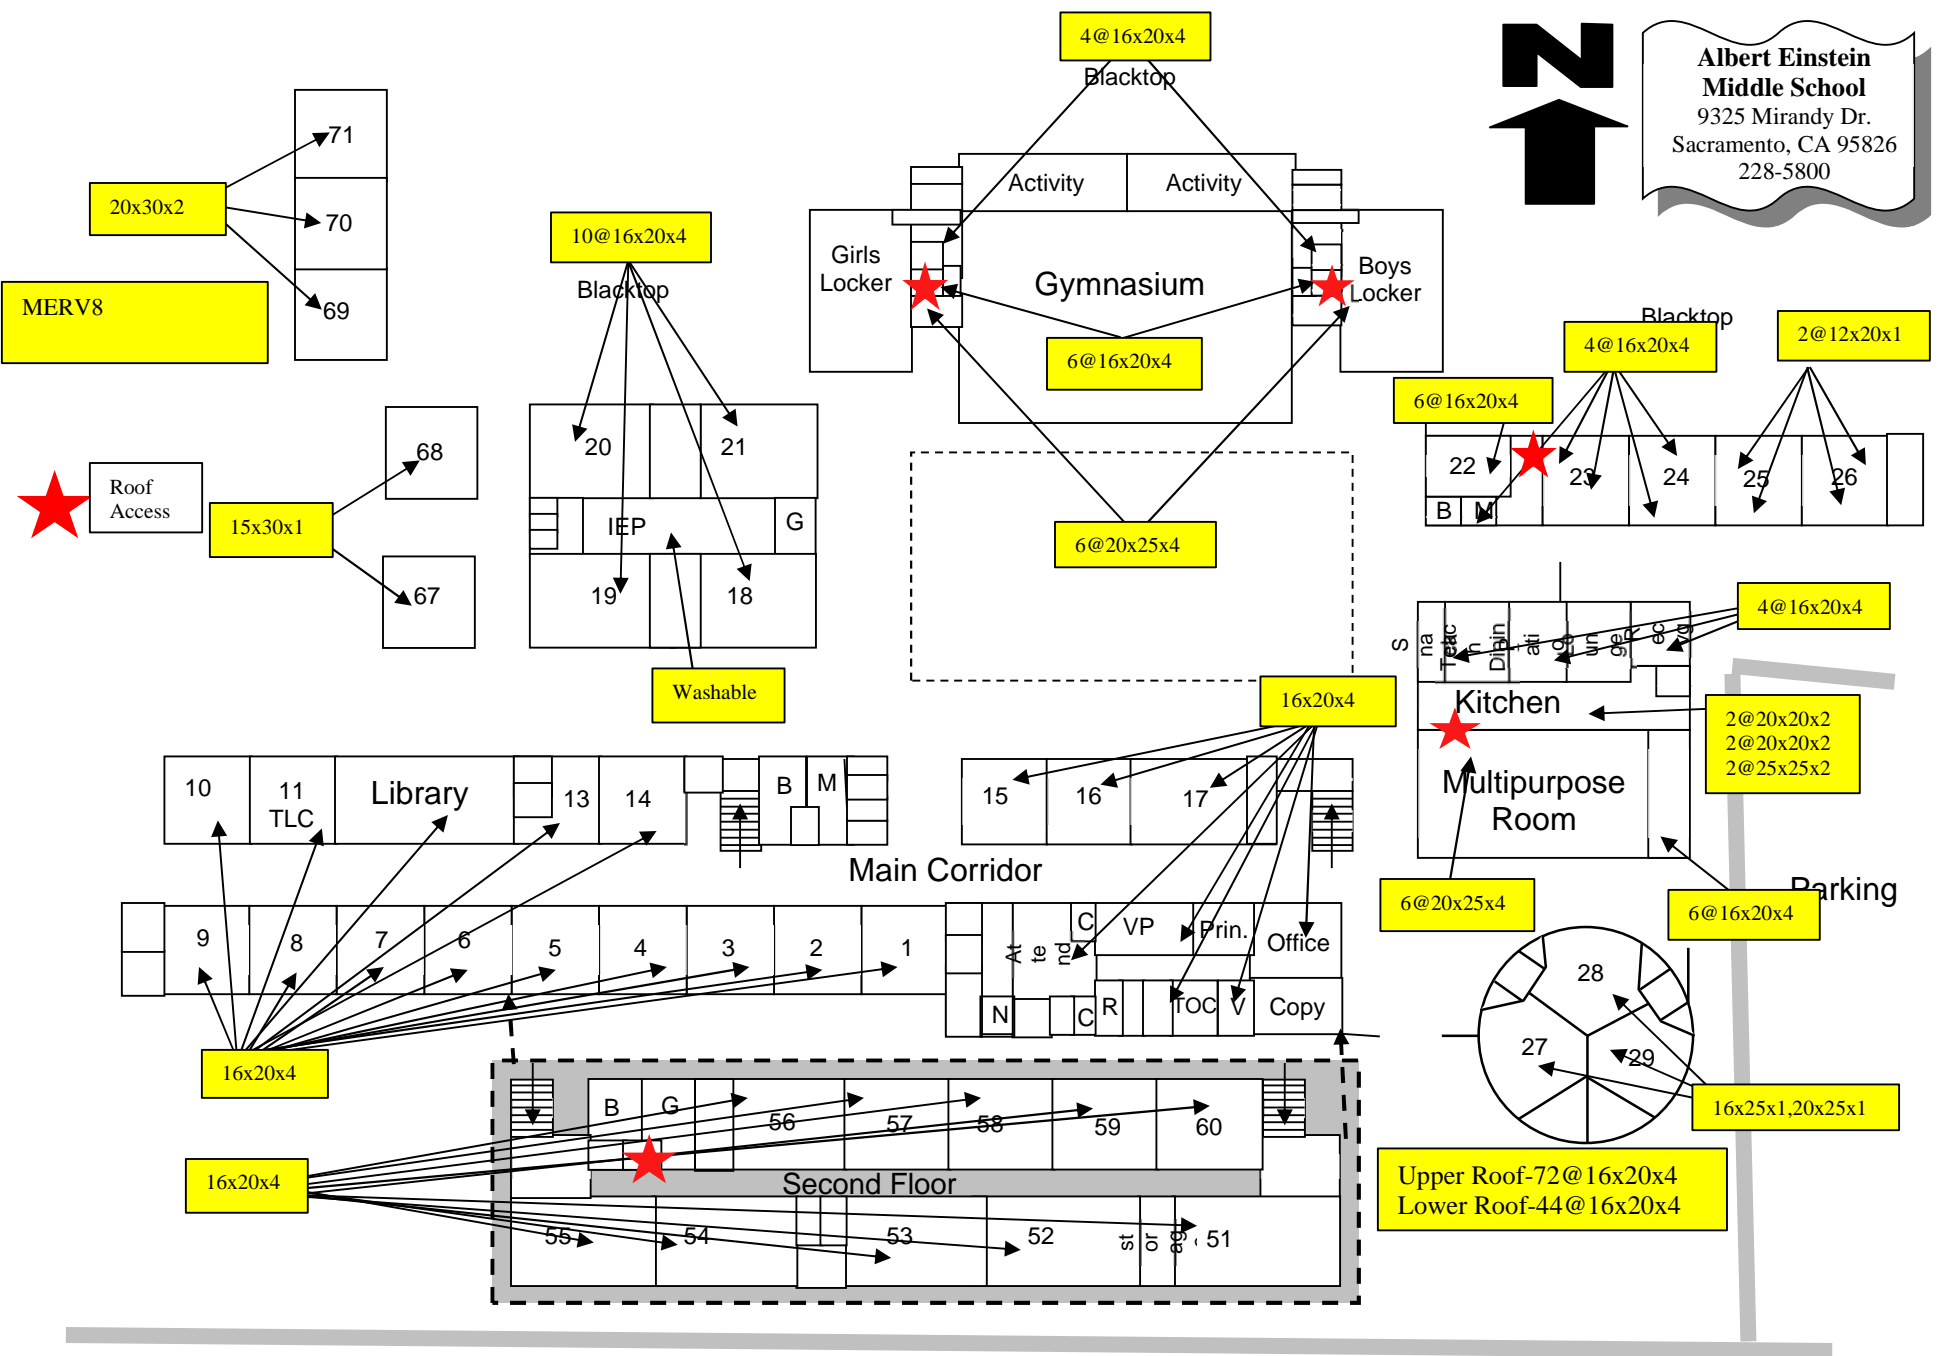 4@16x20x4
Blacktop
Albert Einstein
Middle School
9325 Mirandy Dr.
Sacramento, CA 95826
228-5800
N
71
70
69
20x30x2
MERV8
10@16x20x4
Blacktop
Activity
Activity
Girls
Locker
Gymnasium
Boys
Locker
6@16x20x4
Blacktop
4@16x20x4
2@12x20x1
6@16x20x4
22
23
24
25
26
B
M
68
67
15x30x1
Roof
Access
20
21
IEP
G
19
18
Washable
6@20x25x4
4@16x20x4
16x20x4
Kitchen
2@20x20x2
2@20x20x2
2@25x25x2
Multipurpose
Room
10
11
TLC
Library
13
14
B
M
15
16
17
Main Corridor
6@20x25x4
6@16x20x4
Parking
9
8
7
6
5
4
3
2
1
At
te
nd
C
VP
Prin.
Office
N
C
R
TOC
V
Copy
28
27
29
16x20x4
16x25x1,20x25x1
B
G
56
57
58
59
60
16x20x4
Second Floor
55
54
53
52
st
or
ag
51
Upper Roof-72@16x20x4
Lower Roof-44@16x20x4